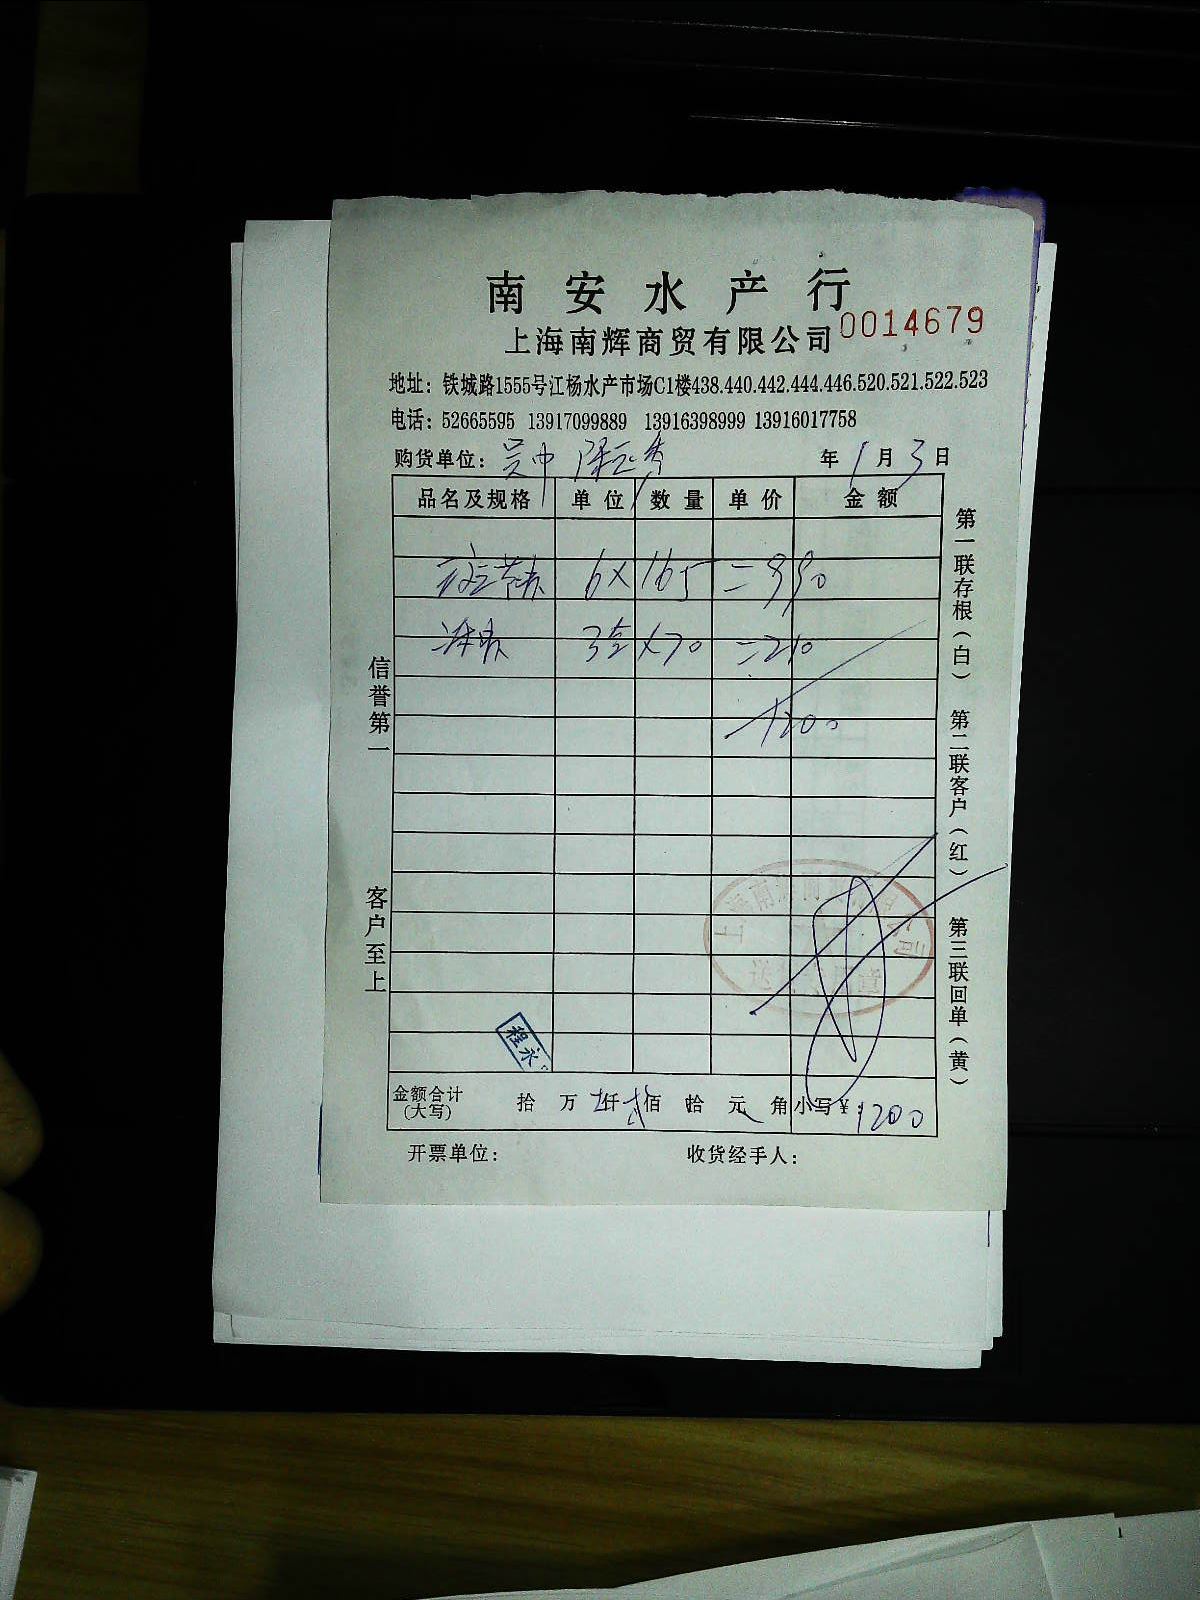 南安水产行
上海南辉商贸有限公司 0014679
地址：铁城路1555号江杨水产市场C1楼438.440.442.444.446.520.521.522.523
电话：52665595 13917099889 13916398999 13916017758
购货单位：吴中 年 1 月 3 日
品名及规格 单位 数量 单价 金额
6×165=990
3×70=210
1200
信誉第一
客户至上
第一联存根（白） 第二联客户（红） 第三联回单（黄）
程永
金额合计（大写） 拾 万 仟 贰 佰 拾 元 角 小写¥：1200
开票单位： 收货经手人：